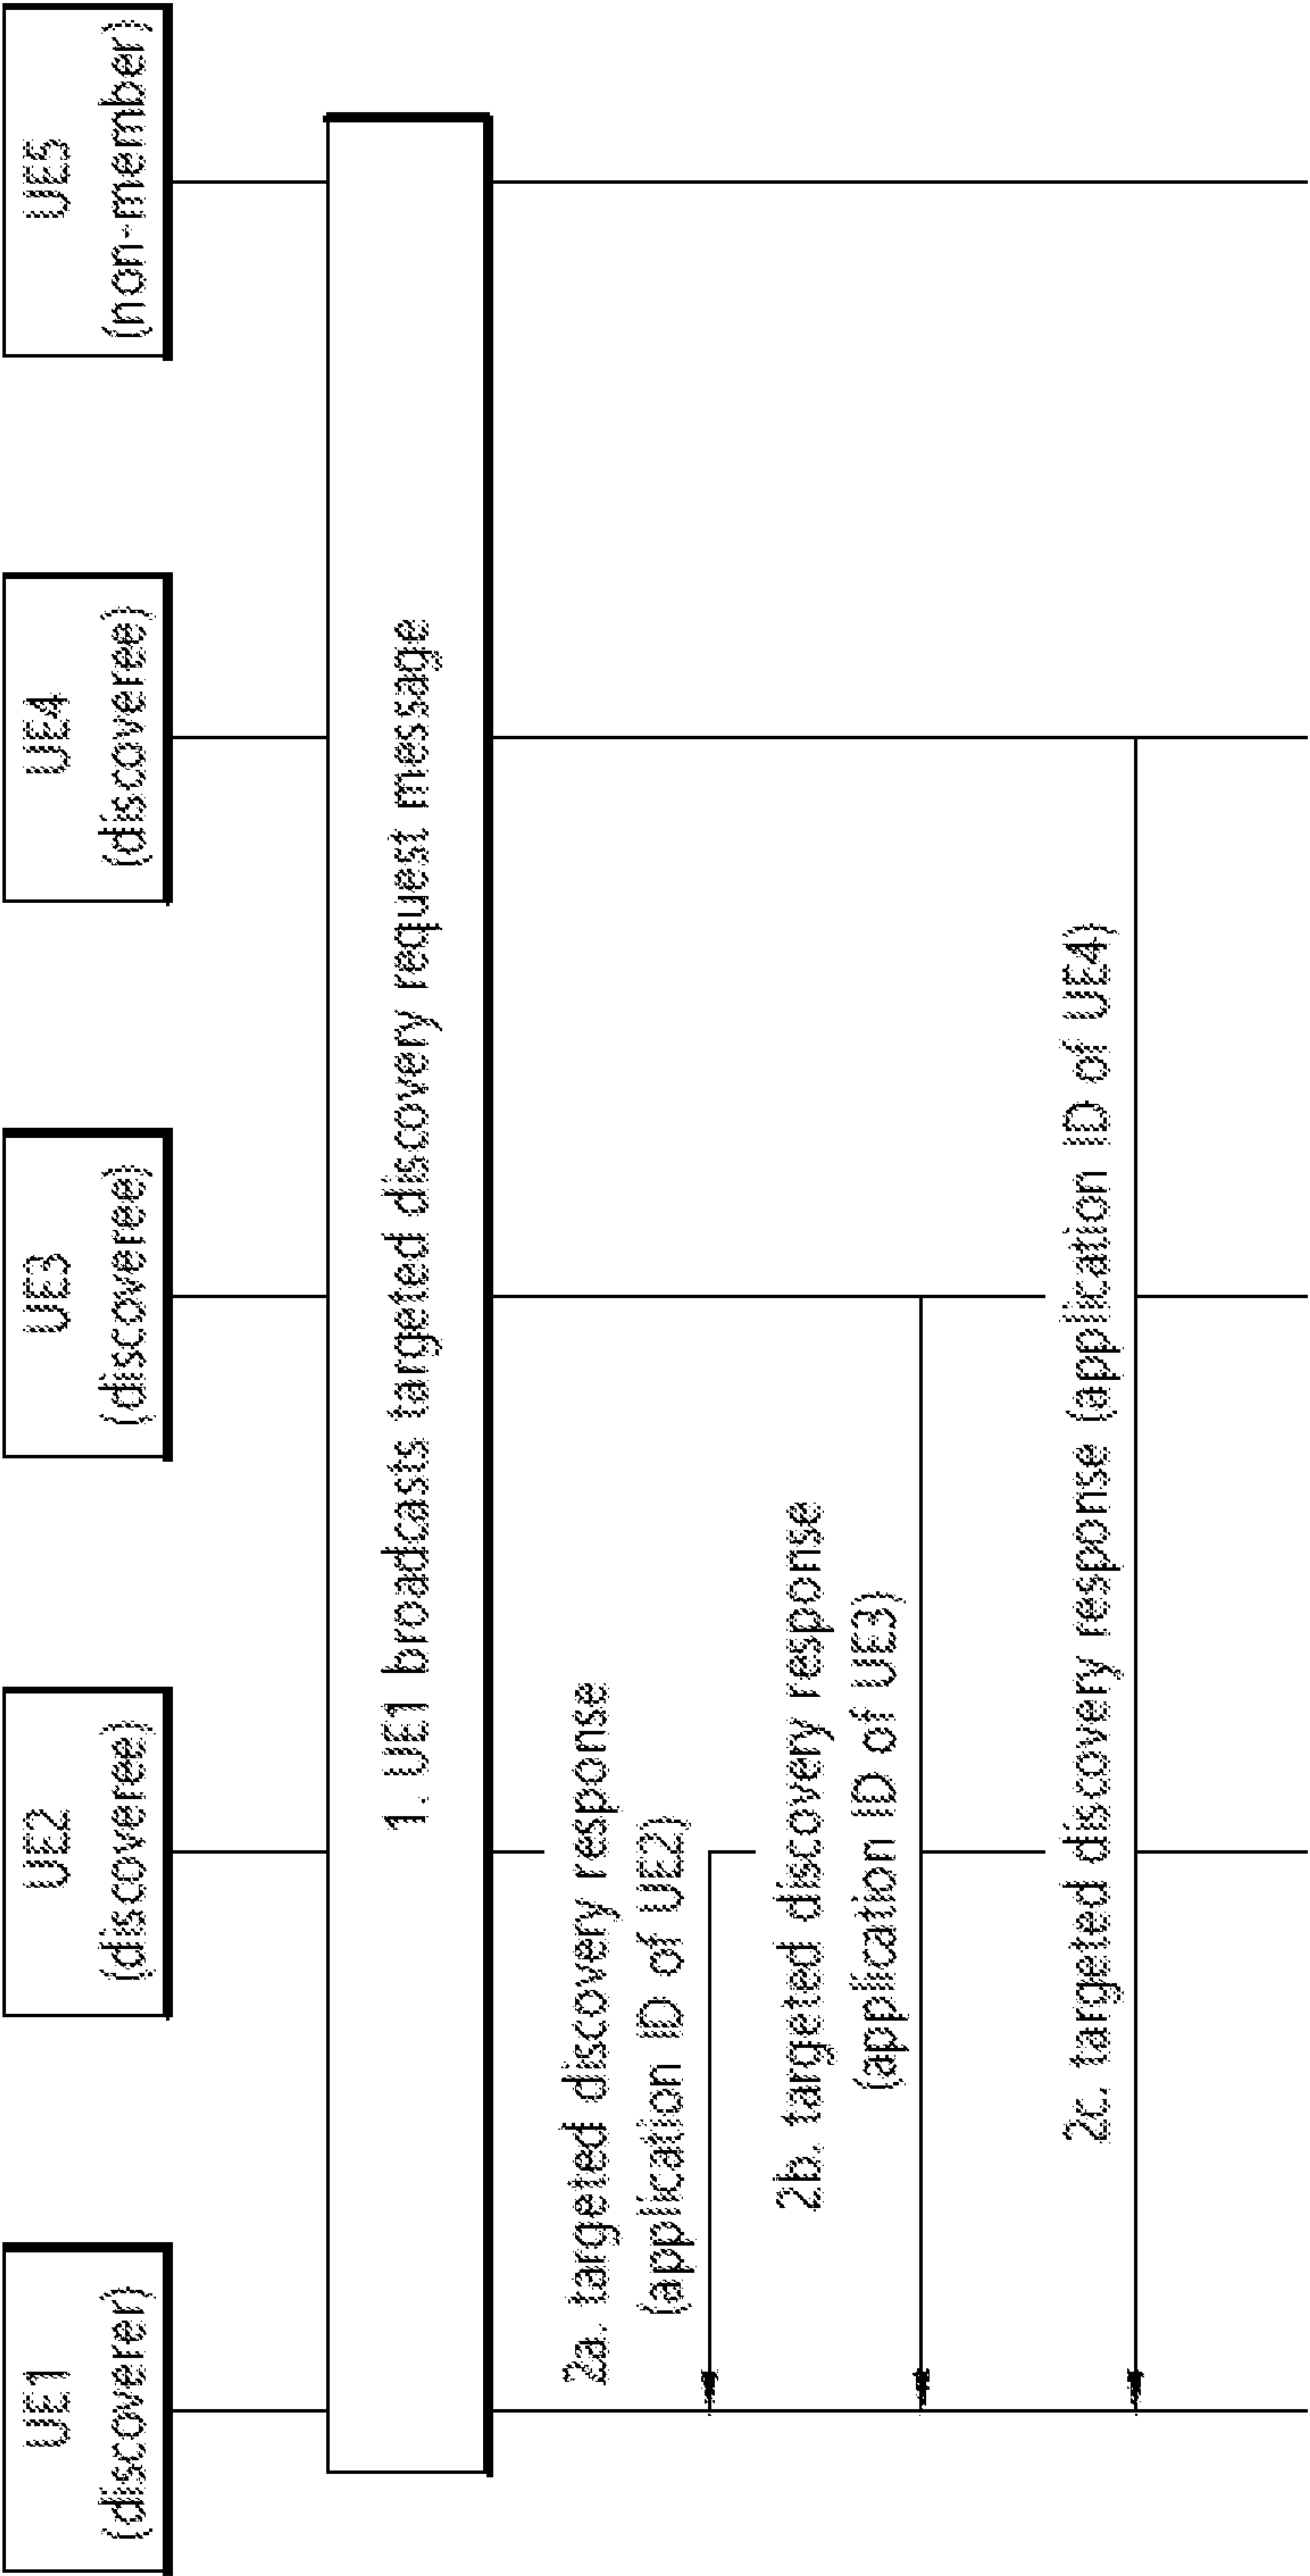 UE1
(discoverer)
UE2
(discoveree)
UE3
(discoveree)
UE4
(discoveree)
UE5
(non-member)
1. UE1 broadcasts targeted discovery request message
2a. targeted discovery response
(application ID of UE2)
2b. targeted discovery response
(application ID of UE3)
2c. targeted discovery response (application ID of UE4)